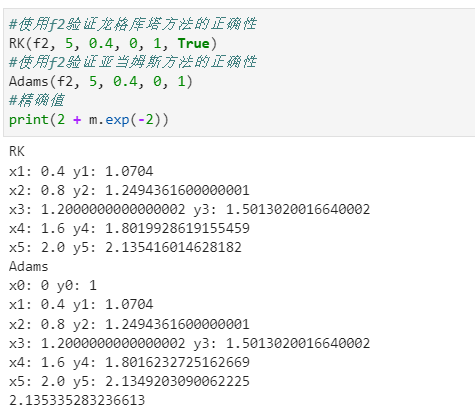 #使用f2验证龙格库塔方法的正确性
RK(f2, 5, 0.4, 0, 1, True)
#使用f2验证亚当姆斯方法的正确性
Adams(f2, 5, 0.4, 0, 1)
#精确值
print(2 + m.exp(-2))
RK
x1: 0.4 y1: 1.0704
x2: 0.8 y2: 1.2494361600000001
x3: 1.2000000000000002 y3: 1.5013020016640002
x4: 1.6 y4: 1.8019928619155459
x5: 2.0 y5: 2.135416014628182
Adams
x0: 0 y0: 1
x1: 0.4 y1: 1.0704
x2: 0.8 y2: 1.2494361600000001
x3: 1.2000000000000002 y3: 1.5013020016640002
x4: 1.6 y4: 1.8016232725162669
x5: 2.0 y5: 2.1349203090062225
2.135335283236613